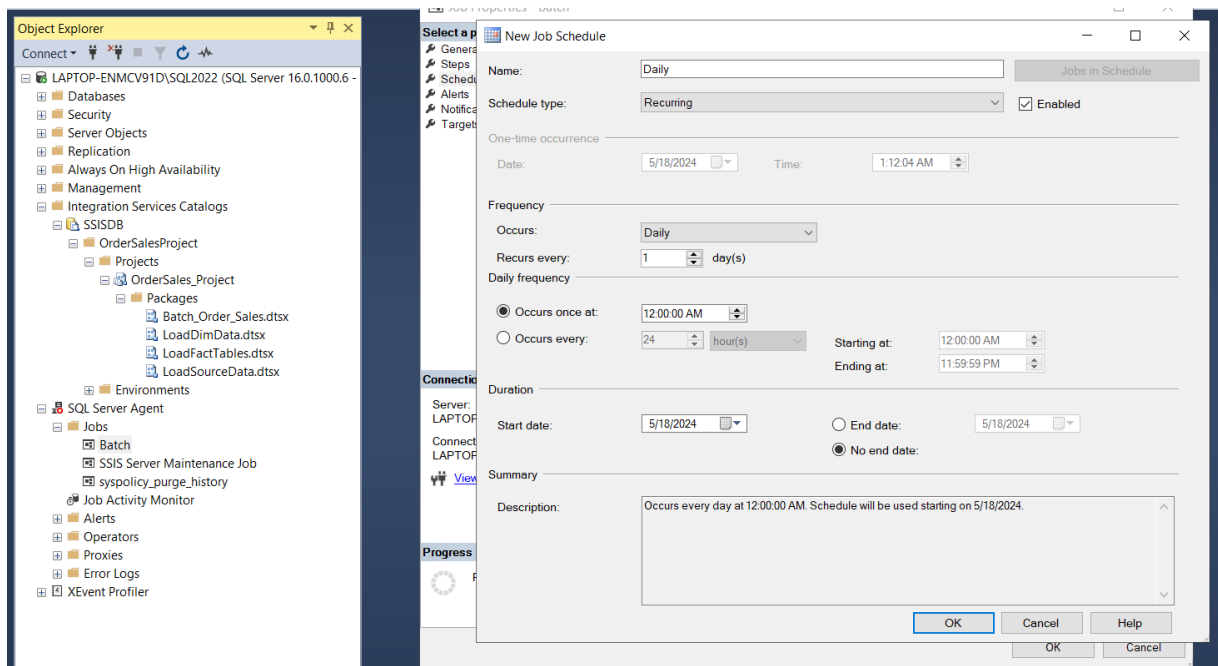 Job Properties - Batch
Object Explorer
Connect
LAPTOP-ENMCV91D\SQL2022 (SQL Server 16.0.1000.6 -
Databases
Security
Server Objects
Replication
Always On High Availability
Management
Integration Services Catalogs
SSISDB
OrderSalesProject
Projects
OrderSales_Project
Packages
Batch_Order_Sales.dtsx
LoadDimData.dtsx
LoadFactTables.dtsx
LoadSourceData.dtsx
Environments
SQL Server Agent
Jobs
Batch
SSIS Server Maintenance Job
syspolicy_purge_history
Job Activity Monitor
Alerts
Operators
Proxies
Error Logs
XEvent Profiler
Select a p
Genera
Steps
Schedu
Alerts
Notifica
Targets
Connectio
Server:
LAPTOP
Connect
LAPTOP
View
Progress
New Job Schedule
Name: Daily Jobs in Schedule
Schedule type: Recurring Enabled
One-time occurrence
Date: 5/18/2024 Time: 1:12:04 AM
Frequency
Occurs: Daily
Recurs every: 1 day(s)
Daily frequency
Occurs once at: 12:00:00 AM
Occurs every: 24 hour(s) Starting at: 12:00:00 AM
Ending at: 11:59:59 PM
Duration
Start date: 5/18/2024 End date: 5/18/2024
No end date:
Summary
Description: Occurs every day at 12:00:00 AM. Schedule will be used starting on 5/18/2024.
OK Cancel Help
OK Cancel